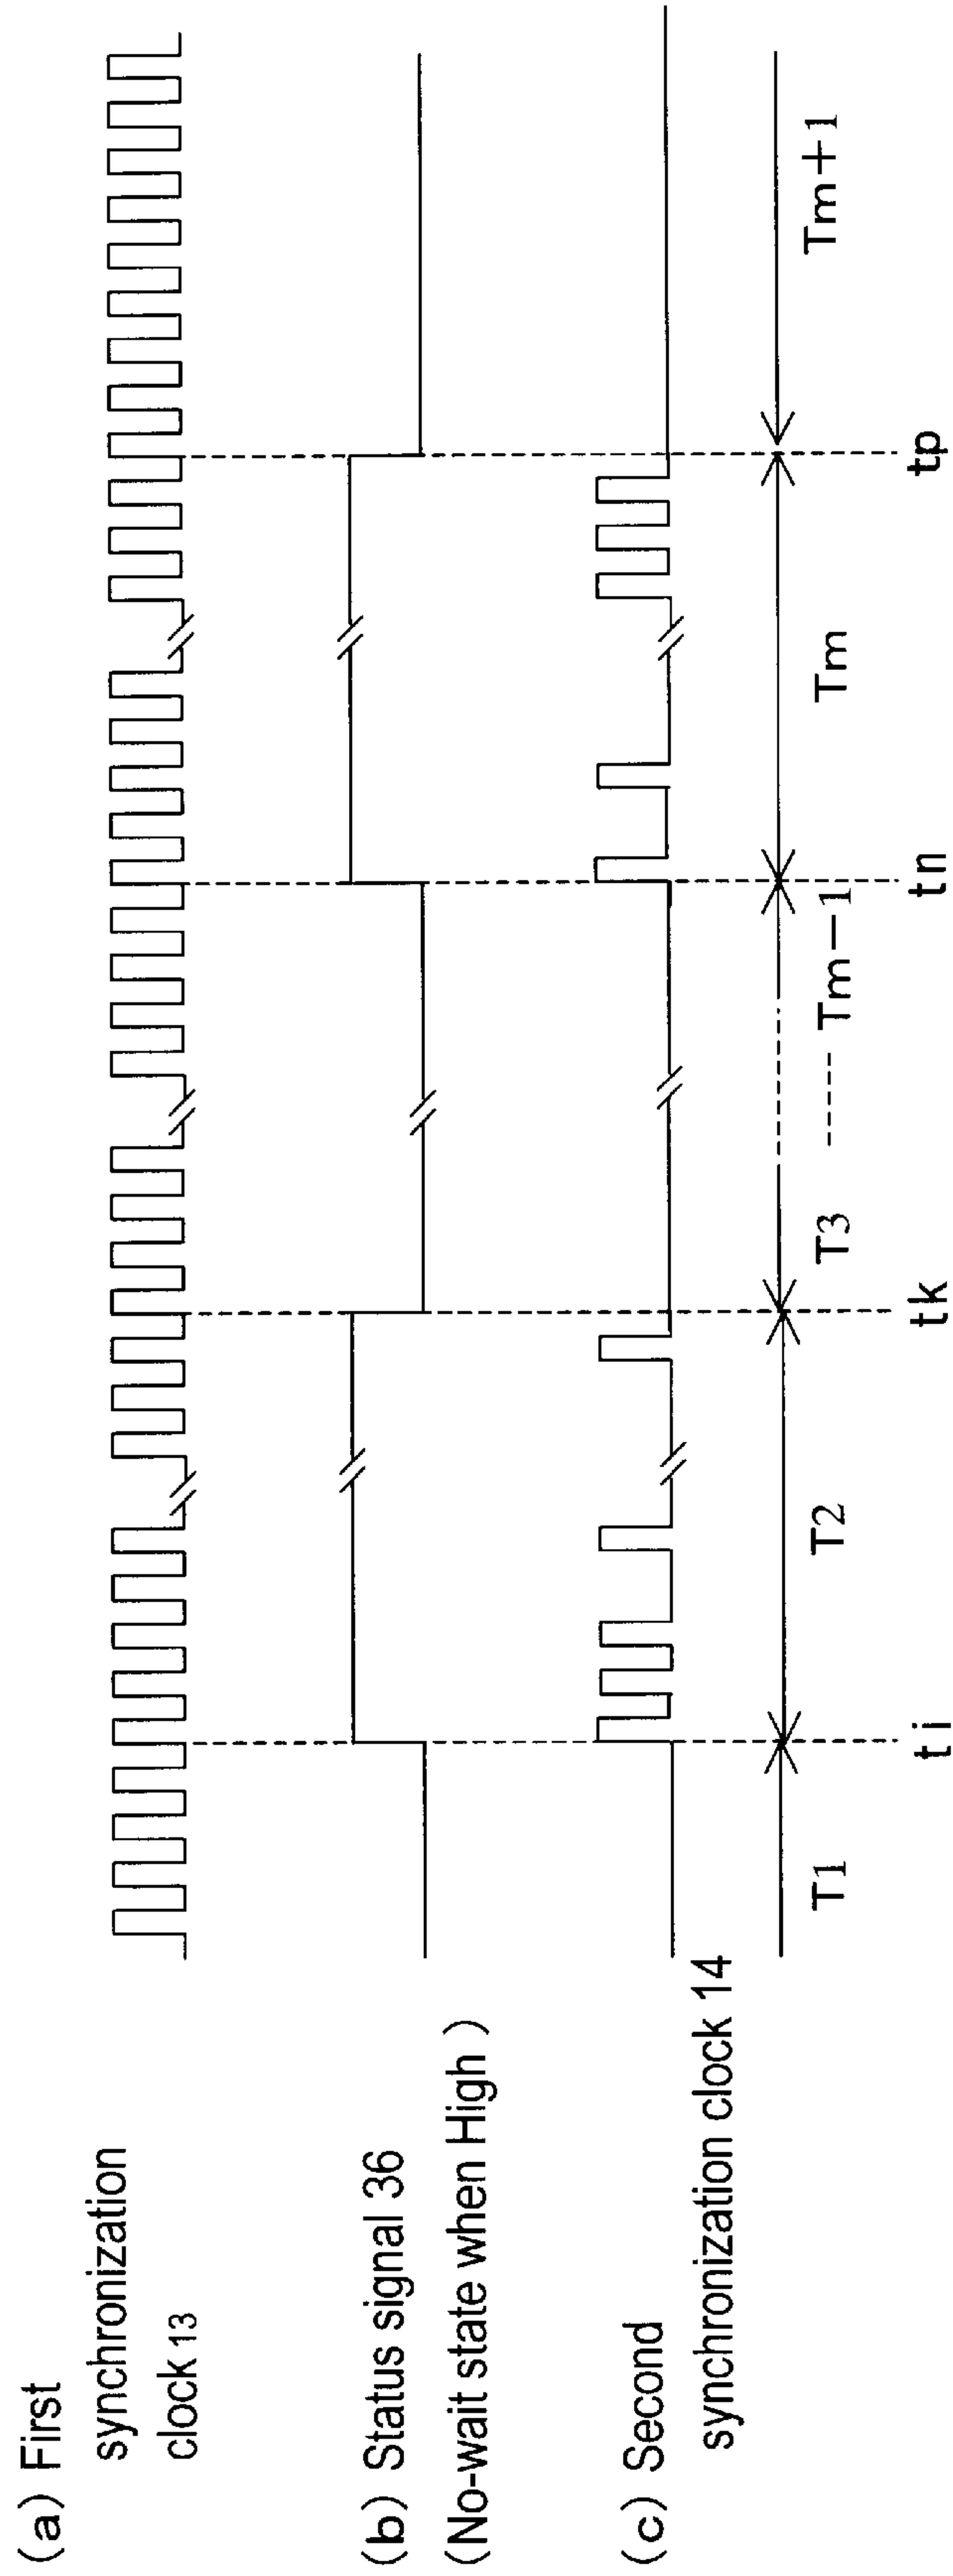 (a) First
synchronization
clock 13
(b) Status signal 36
(No-wait state when High )
(c) Second
synchronization clock 14
T1
T2
T3
Tm−1
Tm
Tm+1
ti
tk
tn
tp